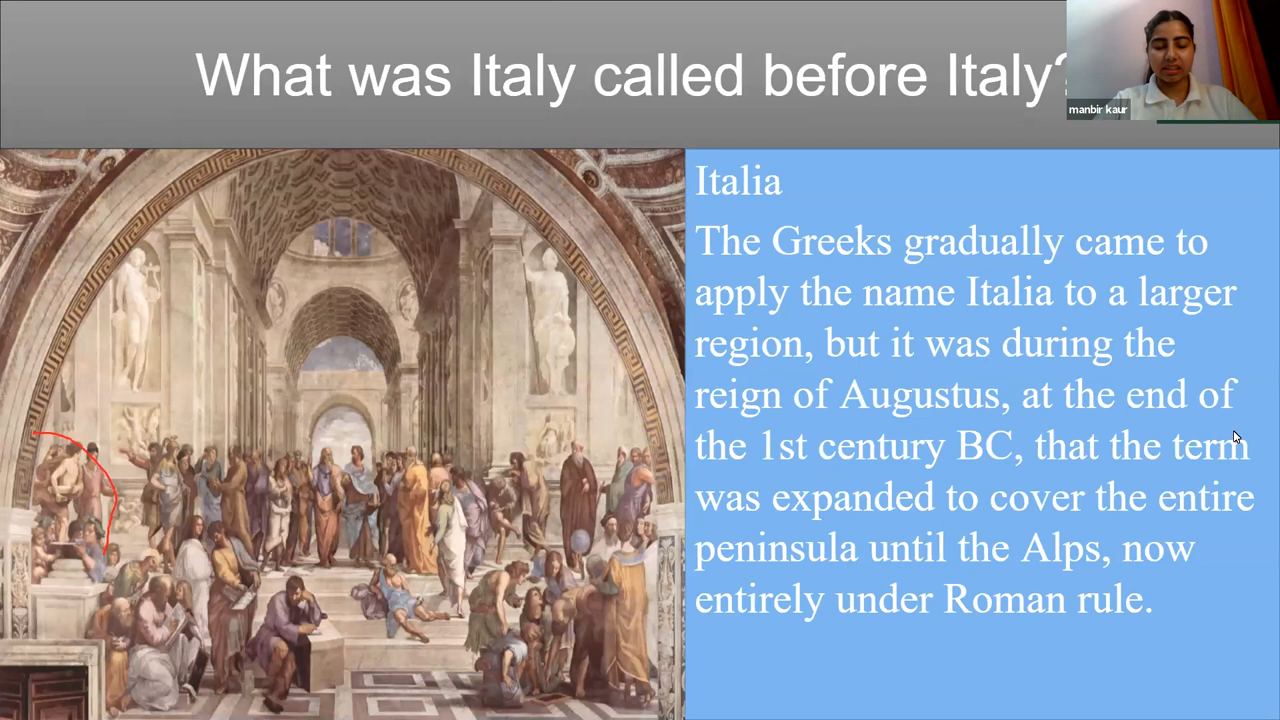 What was Italy called before Italy?
manbir kaur
Italia
The Greeks gradually came to
apply the name Italia to a larger
region, but it was during the
reign of Augustus, at the end of
the 1st century BC, that the term
was expanded to cover the entire
peninsula until the Alps, now
entirely under Roman rule.